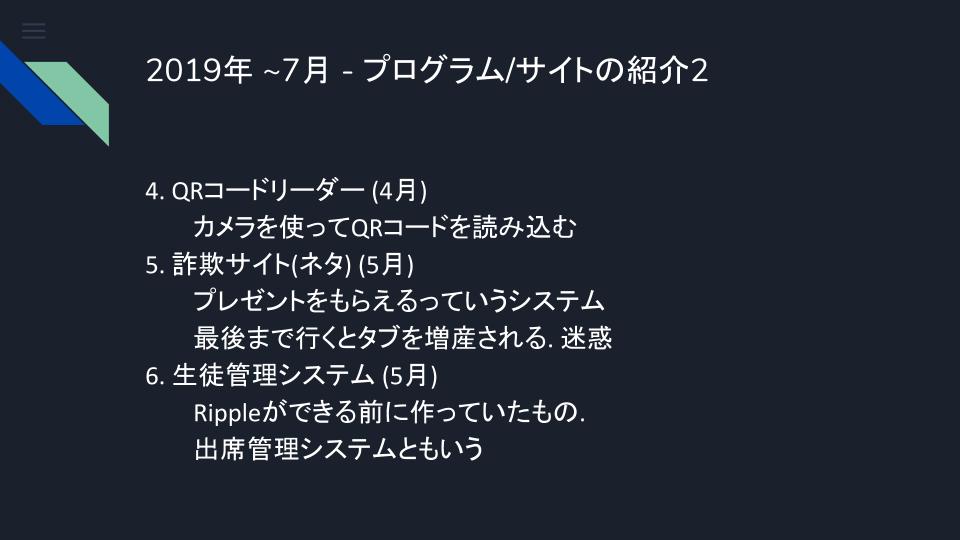 2019年 ~7月 - プログラム/サイトの紹介2
4. QRコードリーダー (4月)
カメラを使ってQRコードを読み込む
5. 詐欺サイト(ネタ) (5月)
プレゼントをもらえるっていうシステム
最後まで行くとタブを増産される. 迷惑
6. 生徒管理システム (5月)
Rippleができる前に作っていたもの.
出席管理システムともいう